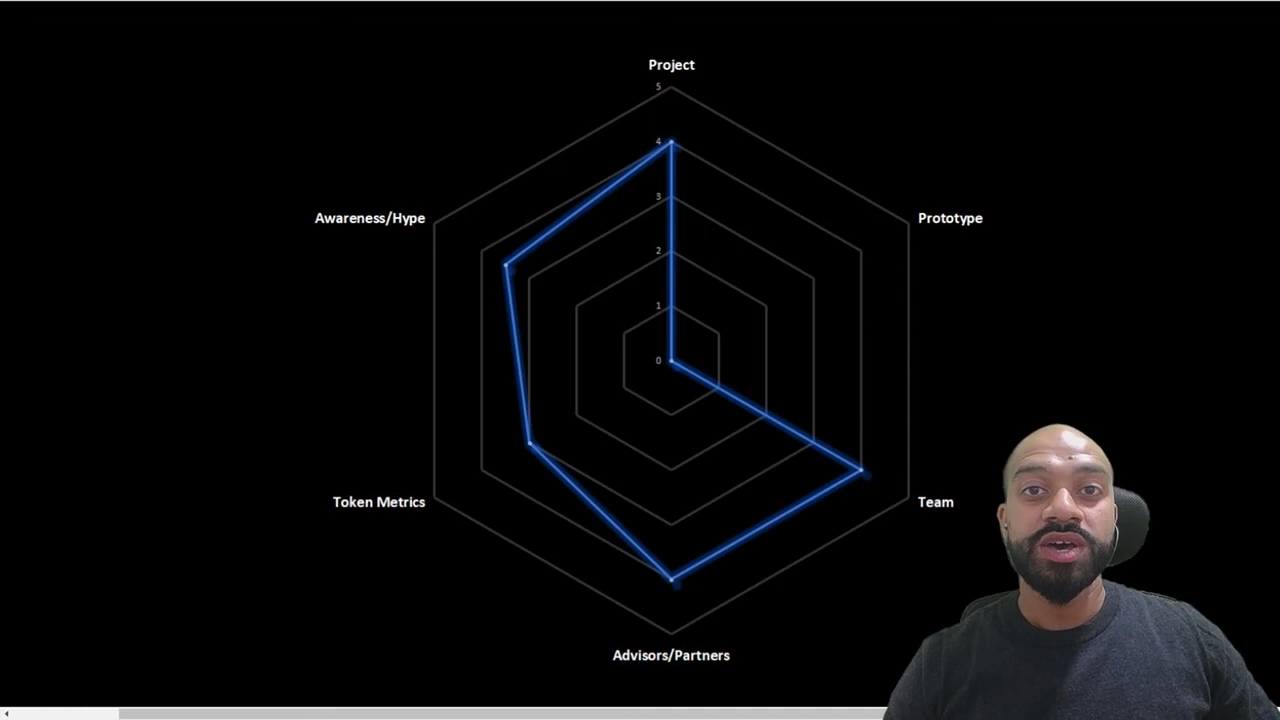 Project
5
4
Awareness/Hype
Prototype
3
2
1
0
Token Metrics
Team
Advisors/Partners